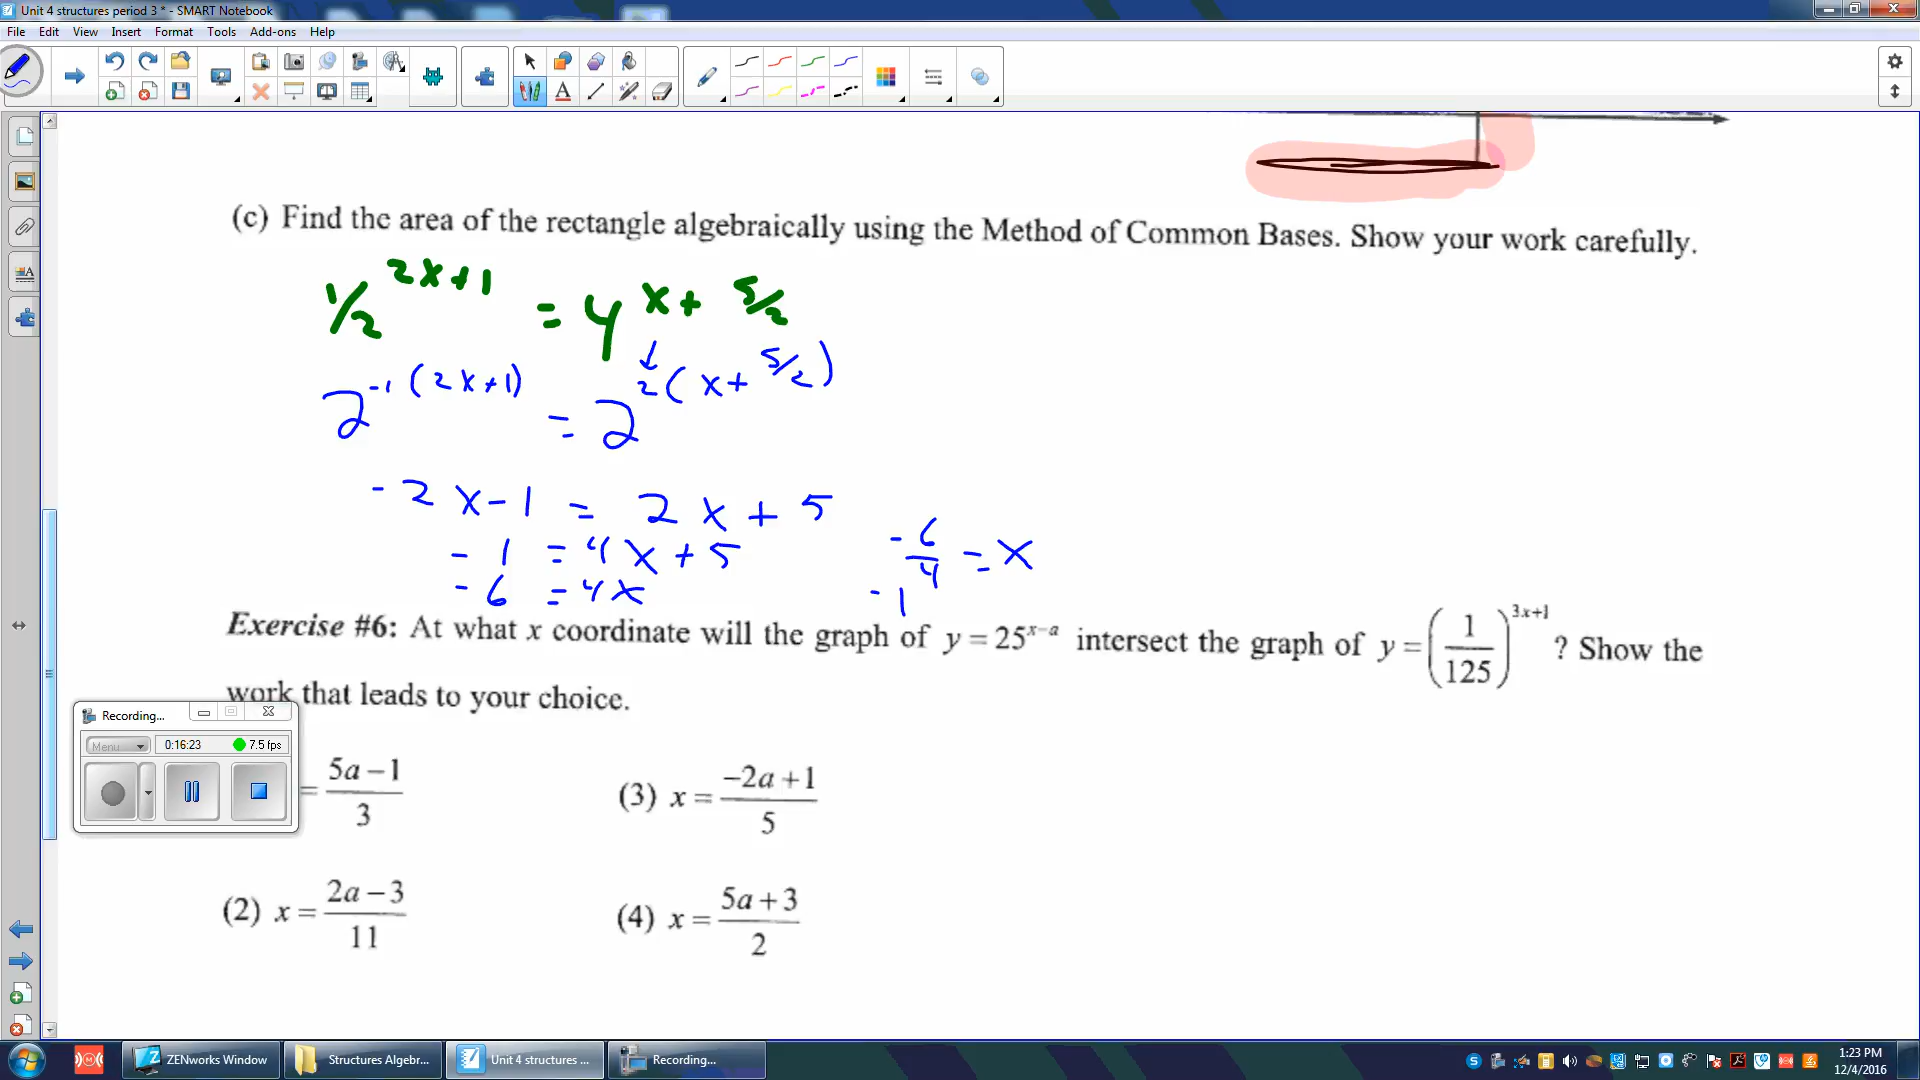 Unit 4 structures period 3 * - SMART Notebook
File Edit View Insert Format Tools Add-ons Help
(c) Find the area of the rectangle algebraically using the Method of Common Bases. Show your work carefully.
1/2^2x+1 = 4^x+5/2
2^-1(2x+1) = 2^2(x+5/2)
-2x-1 = 2x+5
-1 = 4x+5
-6 = 4x
-6/4 = x
-1
Exercise #6: At what x coordinate will the graph of y = 25^x-a intersect the graph of y = (1/125)^3x+1 ? Show the
work that leads to your choice.
= 5a-1/3
(3) x = -2a+1/5
(2) x = 2a-3/11
(4) x = 5a+3/2
Recording...
Menu 0:16:23 7.5 fps
ZENworks Window Structures Algebr... Unit 4 structures ... Recording...
1:23 PM
12/4/2016